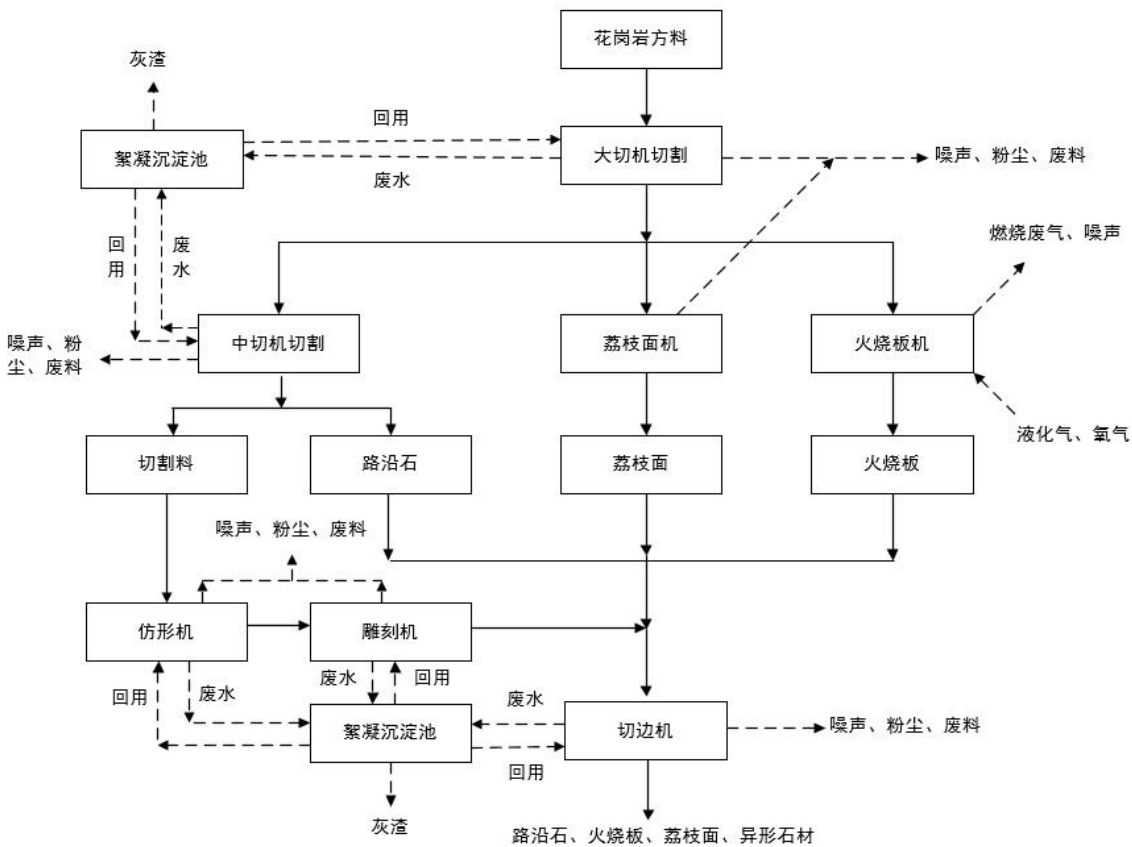 花岗岩方料
灰渣
回用
絮凝沉淀池
大切机切割
噪声、粉尘、废料
废水
回
用
废
水
燃烧废气、噪声
噪声、粉
尘、废料
中切机切割
荔枝面机
火烧板机
液化气、氧气
切割料
路沿石
荔枝面
火烧板
噪声、粉尘、废料
仿形机
雕刻机
回用
废水
废水
回用
废水
絮凝沉淀池
切边机
噪声、粉尘、废料
回用
灰渣
路沿石、火烧板、荔枝面、异形石材